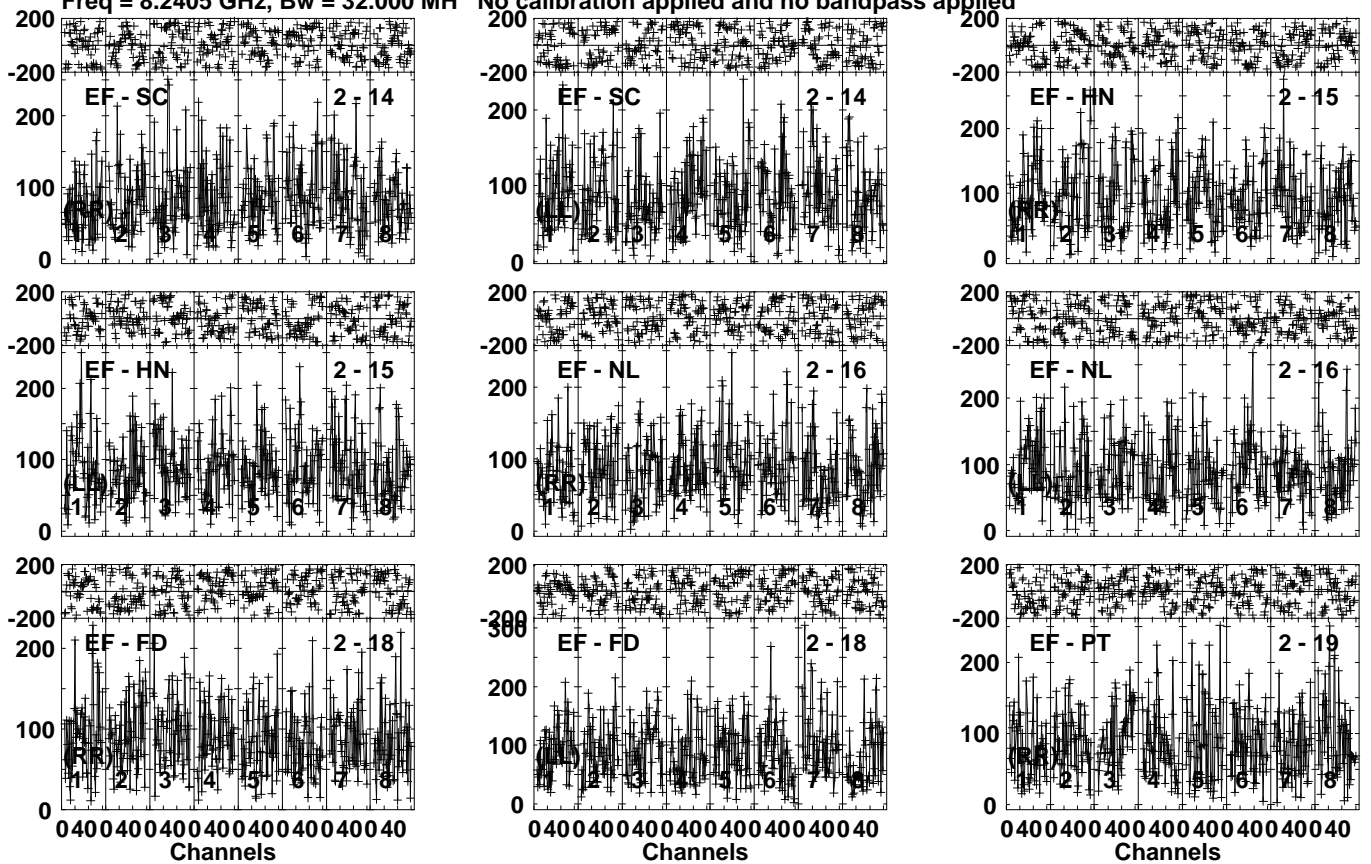 Freq = 8.2405 GHz, Bw = 32.000 MH No calibration applied and no bandpass applied
200 200 200
-200 -200 -200
EF - SC 2 - 14 EF - SC 2 - 14 EF - HN 2 - 15
200 200 200
100 100 100
(RR) (LL) (RR)
1 2 3 4 5 6 7 8 1 2 3 4 5 6 7 8 1 2 3 4 5 6 7 8
0 0 0
200 200 200
-200 -200 -200
EF - HN 2 - 15 EF - NL 2 - 16 EF - NL 2 - 16
200 200 200
100 100 100
(LL) (RR) (LL)
1 2 3 4 5 6 7 8 1 2 3 4 5 6 7 8 1 2 3 4 5 6 7 8
0 0 0
200 200 200
-200 -200 -200
300
EF - FD 2 - 18 EF - FD 2 - 18 EF - PT 2 - 19
200 200 200
100 100 100
(RR) (LL) (RR)
1 2 3 4 5 6 7 8 1 2 3 4 5 6 7 8 1 2 3 4 5 6 7 8
0 0 0
0 40 0 40 0 40 0 40 0 40 0 40 0 40 0 40 0 40 0 40 0 40 0 40 0 40 0 40 0 40 0 40 0 40 0 40 0 40 0 40 0 40 0 40 0 40 0 40
Channels Channels Channels